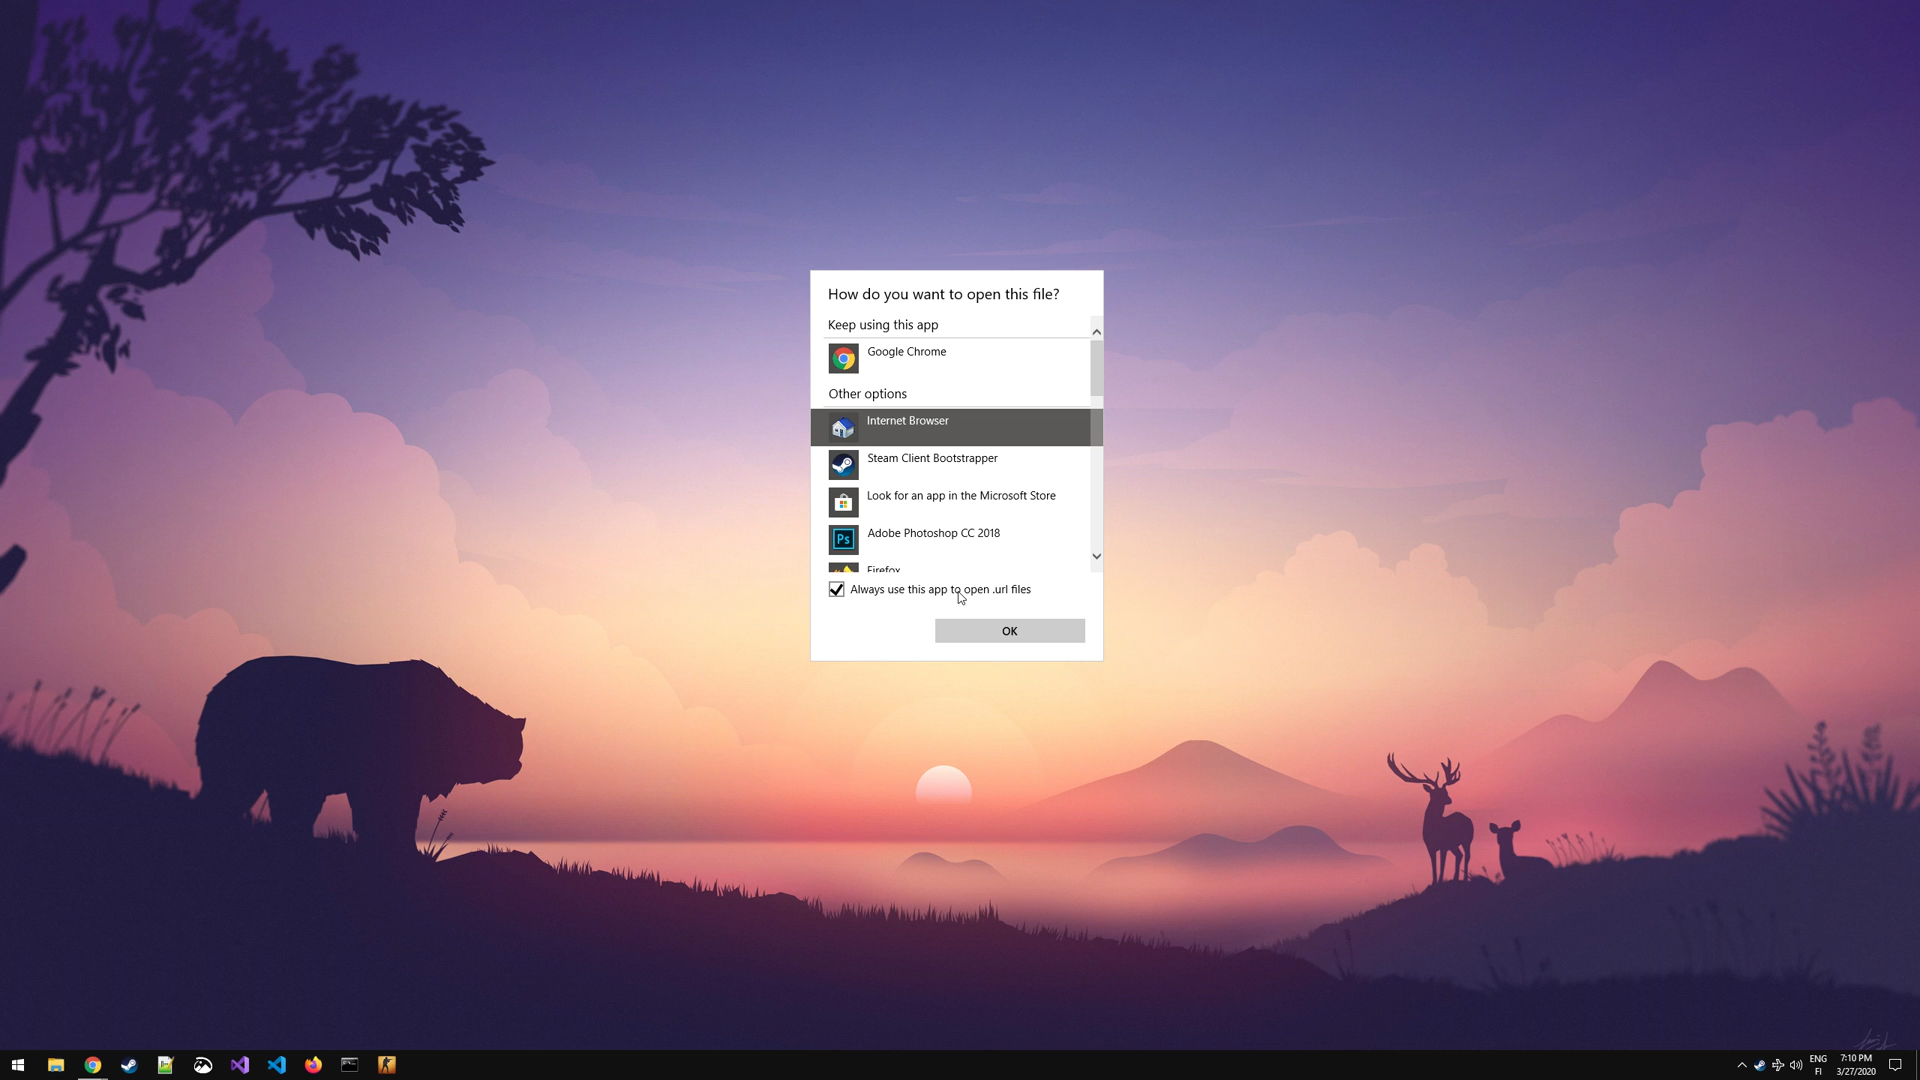 How do you want to open this file?
Keep using this app
Google Chrome
Other options
Internet Browser
Steam Client Bootstrapper
Look for an app in the Microsoft Store
Ps
Adobe Photoshop CC 2018
Firefox
Always use this app to open .url files
OK
ENG
FI
7:10 PM
3/27/2020